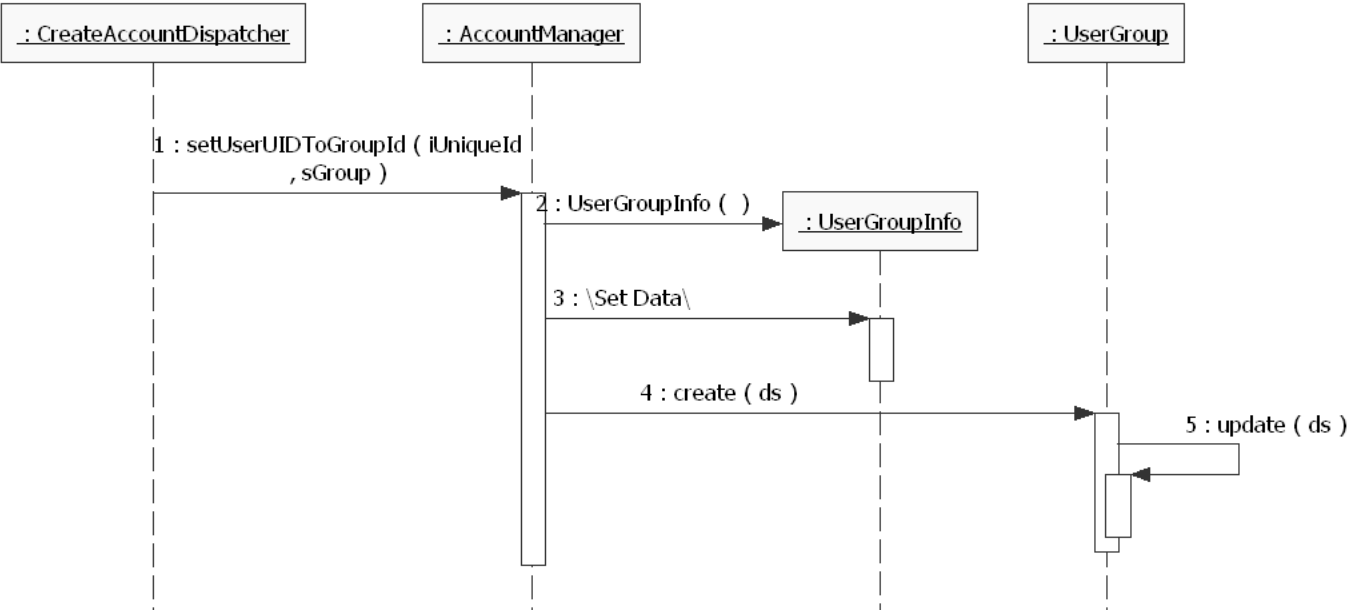 : CreateAccountDispatcher
: AccountManager
: UserGroup
1 : setUserUIDToGroupId ( iUniqueId
, sGroup )
2 : UserGroupInfo (  )
: UserGroupInfo
3 : \Set Data\
4 : create ( ds )
5 : update ( ds )